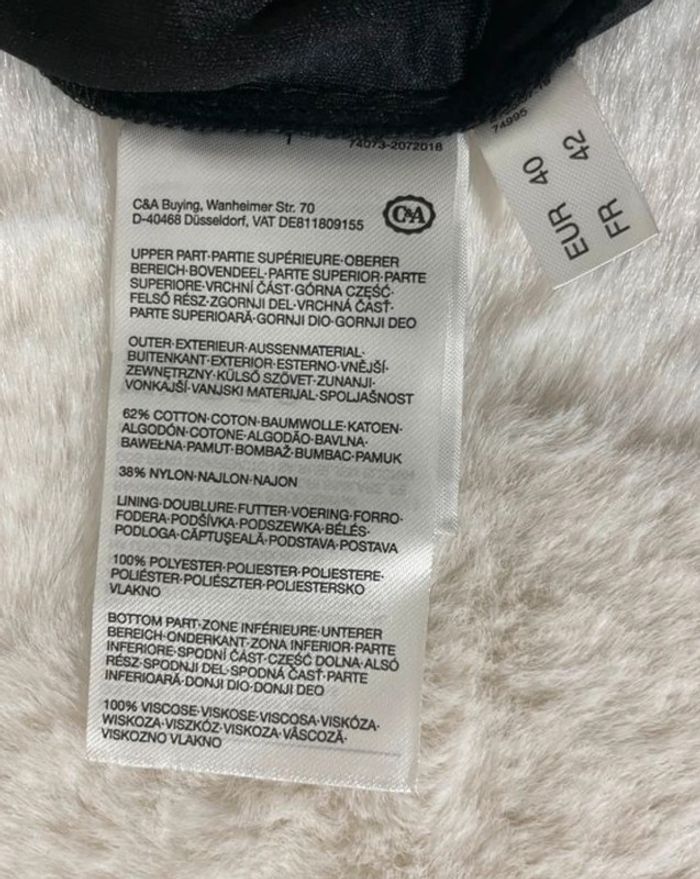 1
74073-2072018
C&A Buying, Wanheimer Str. 70
D-40468 Düsseldorf, VAT DE811809155
C&A
UPPER PART·PARTIE SUPÉRIEURE·OBERER
BEREICH·BOVENDEEL·PARTE SUPERIOR·PARTE
SUPERIORE·VRCHNÍ ČÁST·GÓRNA CZĘŚĆ·
FELSŐ RÉSZ·ZGORNJI DEL·VRCHNÁ ČASŤ·
PARTE SUPERIOARĂ·GORNJI DIO·GORNJI DEO
OUTER·EXTERIEUR·AUSSENMATERIAL·
BUITENKANT·EXTERIOR·ESTERNO·VNĚJŠÍ·
ZEWNĘTRZNY·KÜLSŐ SZÖVET·ZUNANJI·
VONKAJŠÍ·VANJSKI MATERIJAL·SPOLJAŠNOST
62% COTTON·COTON·BAUMWOLLE·KATOEN·
ALGODÓN·COTONE·ALGODÃO·BAVLNA·
BAWEŁNA·PAMUT·BOMBAŽ·BUMBAC·PAMUK
38% NYLON·NAJLON·NAJON
LINING·DOUBLURE·FUTTER·VOERING·FORRO·
FODERA·PODŠÍVKA·PODSZEWKA·BÉLÉS·
PODLOGA·CĂPTUŞEALĂ·PODSTAVA·POSTAVA
100% POLYESTER·POLIESTER·POLIESTERE·
POLIÉSTER·POLIÉSZTER·POLIESTERSKO
VLAKNO
BOTTOM PART·ZONE INFÉRIEURE·UNTERER
BEREICH·ONDERKANT·ZONA INFERIOR·PARTE
INFERIORE·SPODNÍ ČÁST·CZĘŚĆ DOLNA·ALSÓ
RÉSZ·SPODNJI DEL·SPODNÁ ČASŤ·PARTE
INFERIOARĂ·DONJI DIO·DONJI DEO
100% VISCOSE·VISKOSE·VISCOSA·VISKÓZA·
WISKOZA·VISZKÓZ·VISKOZA·VÂSCOZĂ·
VISKOZNO VLAKNO
74995
EUR 40
FR 42